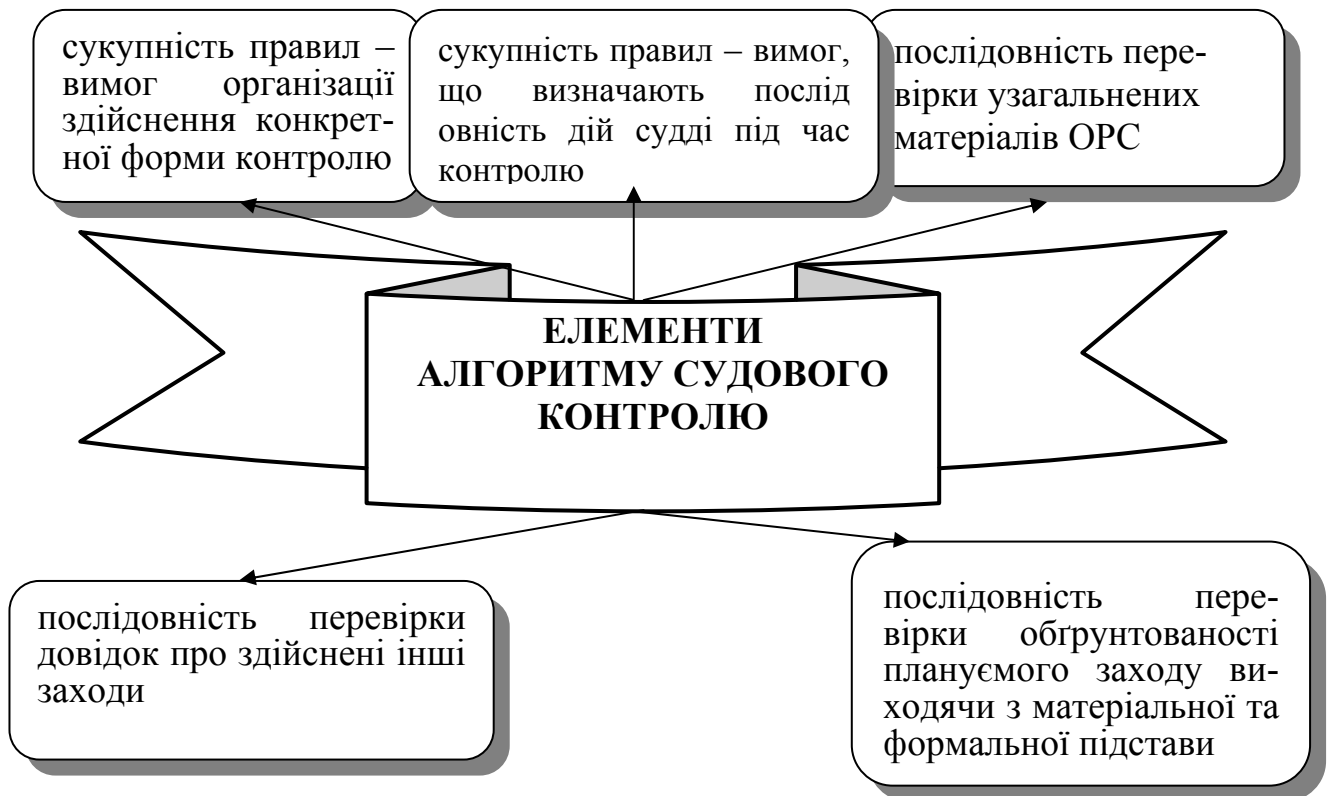 сукупність правил –
вимог організації
здійснення конкрет-
ної форми контролю
сукупність правил – вимог,
що визначають послід
овність дій судді під час
контролю
послідовність пере-
вірки узагальнених
матеріалів ОРС
ЕЛЕМЕНТИ
АЛГОРИТМУ СУДОВОГО
КОНТРОЛЮ
послідовність перевірки
довідок про здійснені інші
заходи
послідовність пере-
вірки обґрунтованості
плануємого заходу ви-
ходячи з матеріальної та
формальної підстави